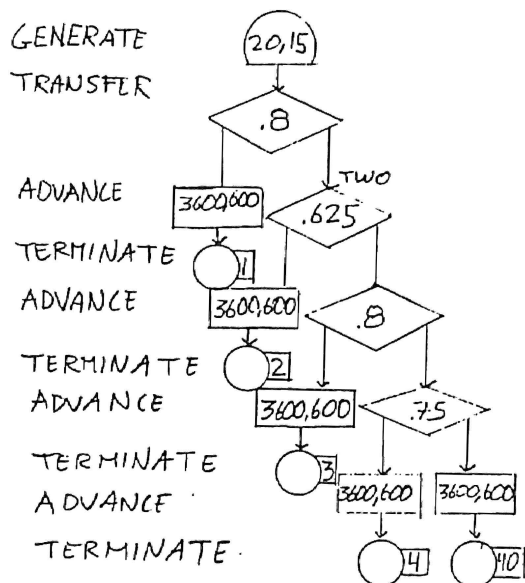 GENERATE 20,15
TRANSFER
.8
TWO
ADVANCE 3600,600 .625
TERMINATE 1
ADVANCE 3600,600 .8
TERMINATE 2
ADVANCE 3600,600 .75
TERMINATE 3
ADVANCE 3600,600 3600,600
TERMINATE. 4 40